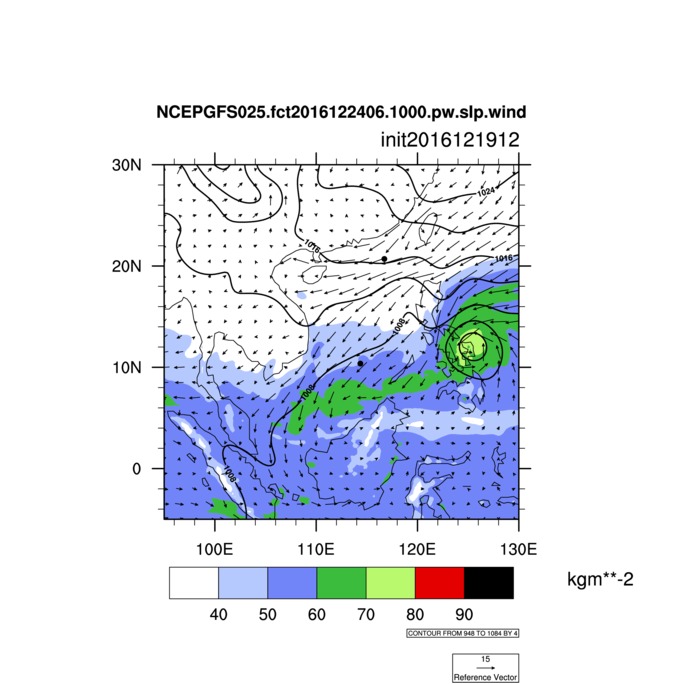 NCEPGFS025.fct2016122406.1000.pw.slp.wind
init2016121912
30N
1024
1016
1016
20N
1008
10N
1008
0
1008
100E 110E 120E 130E
kgm**-2
40 50 60 70 80 90
CONTOUR FROM 948 TO 1084 BY 4
15
Reference Vector